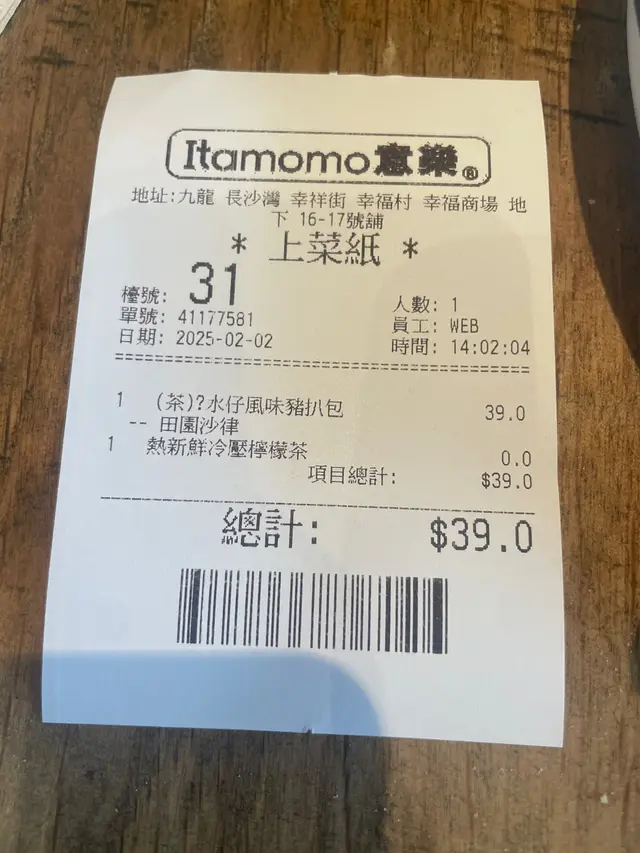 Itamomo意樂®
地址:九龍 長沙灣 幸祥街 幸福村 幸福商場 地
下 16-17號舖
* 上菜紙 *
檯號: 31
人數: 1
單號: 41177581
員工: WEB
日期: 2025-02-02
時間: 14:02:04
1 (茶)?水仔風味豬扒包 39.0
-- 田園沙律
1 熱新鮮冷壓檸檬茶 0.0
項目總計: $39.0
總計: $39.0